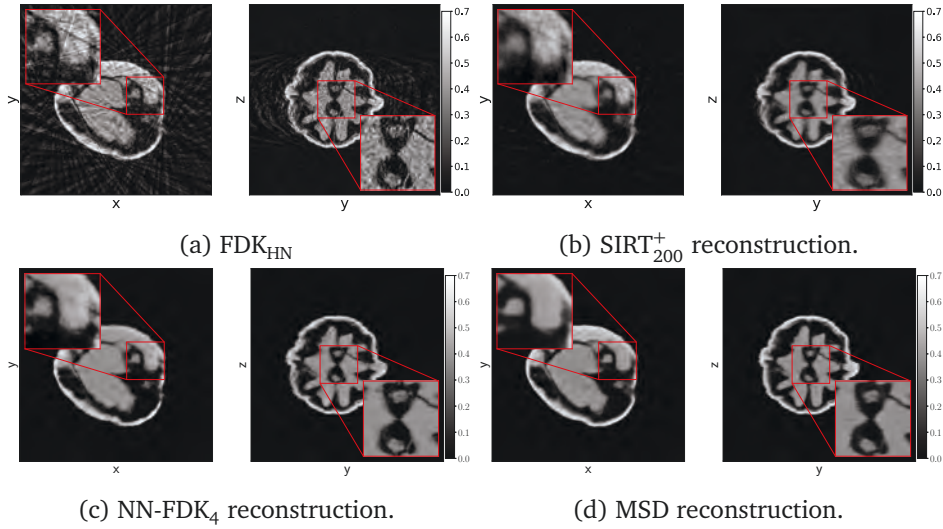 0.7
0.6
0.5
0.4
0.3
0.2
0.1
0.0
y
x
z
y
0.7
0.6
0.5
0.4
0.3
0.2
0.1
0.0
y
x
z
y
(a) FDK_HN
(b) SIRT⁺₂₀₀ reconstruction.
0.7
0.6
0.5
0.4
0.3
0.2
0.1
0.0
y
x
z
y
0.7
0.6
0.5
0.4
0.3
0.2
0.1
0.0
y
x
z
y
(c) NN-FDK₄ reconstruction.
(d) MSD reconstruction.